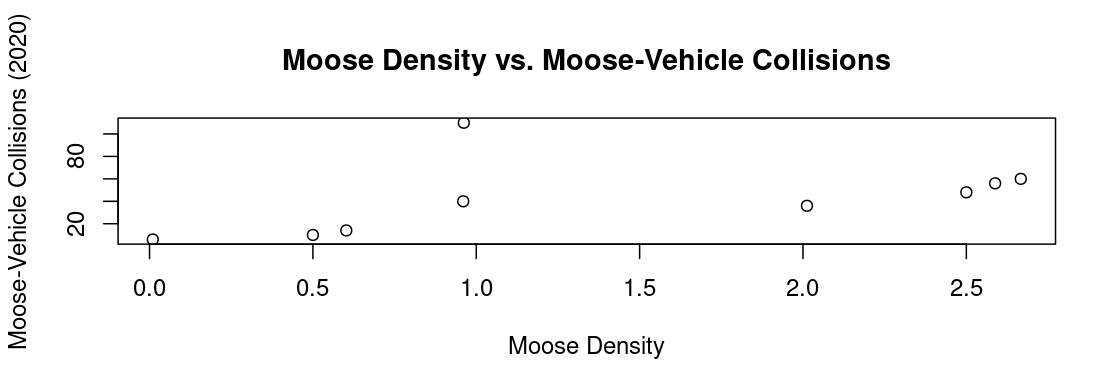 Moose Density vs. Moose-Vehicle Collisions
Moose-Vehicle Collisions (2020)
80
20
0.0 0.5 1.0 1.5 2.0 2.5
Moose Density